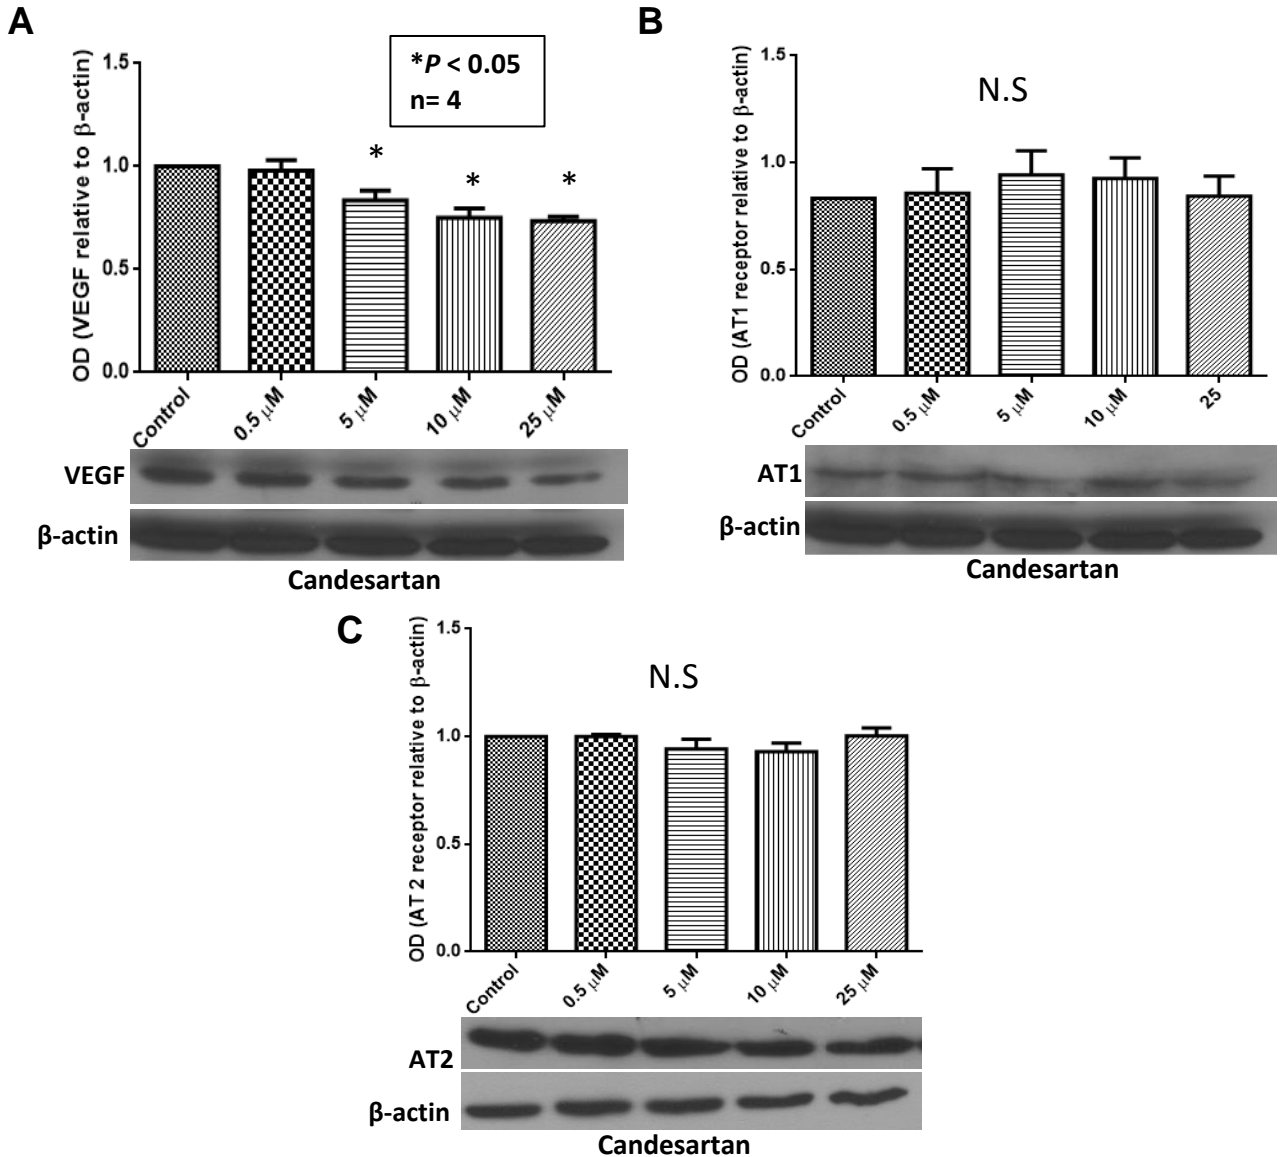 A
OD (VEGF relative to β-actin)
1.5
1.0
0.5
0.0
*P < 0.05
n= 4
*
*
*
Control
0.5 μM
5 μM
10 μM
25 μM
VEGF
β-actin
Candesartan
B
OD (AT1 receptor relative to β-actin)
1.5
1.0
0.5
0.0
N.S
Control
0.5 μM
5 μM
10 μM
25
AT1
β-actin
Candesartan
C
OD (AT 2 receptor relative to β-actin)
1.5
1.0
0.5
0.0
N.S
Control
0.5 μM
5 μM
10 μM
25 μM
AT2
β-actin
Candesartan